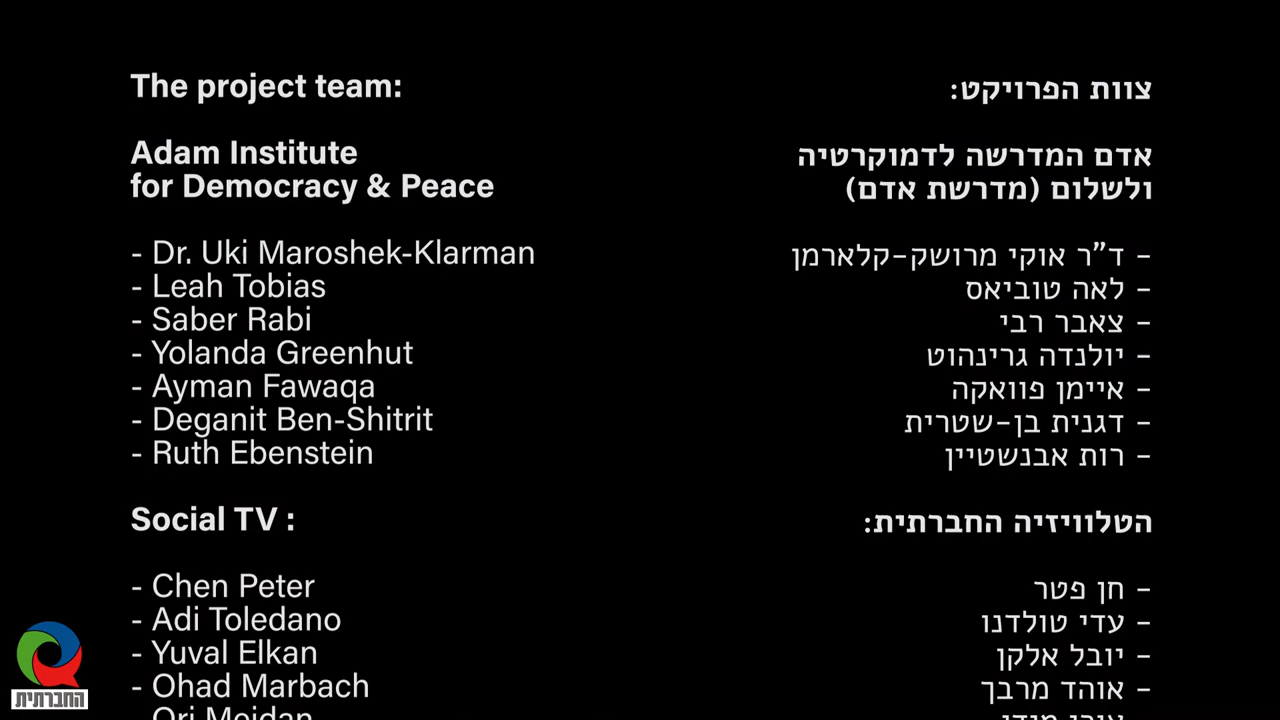 The project team:
Adam Institute
for Democracy & Peace
- Dr. Uki Maroshek-Klarman
- Leah Tobias
- Saber Rabi
- Yolanda Greenhut
- Ayman Fawaqa
- Deganit Ben-Shitrit
- Ruth Ebenstein
Social TV :
- Chen Peter
- Adi Toledano
- Yuval Elkan
- Ohad Marbach
צוות הפרויקט:
אדם המדרשה לדמוקרטיה
ולשלום (מדרשת אדם)
- ד"ר אוקי מרושק-קלארמן
- לאה טוביאס
- צאבר רבי
- יולנדה גרינהוט
- איימן פוואקה
- דגנית בן-שטרית
- רות אבנשטיין
הטלוויזיה החברתית:
- חן פטר
- עדי טולדנו
- יובל אלקן
- אוהד מרבך
החברתית